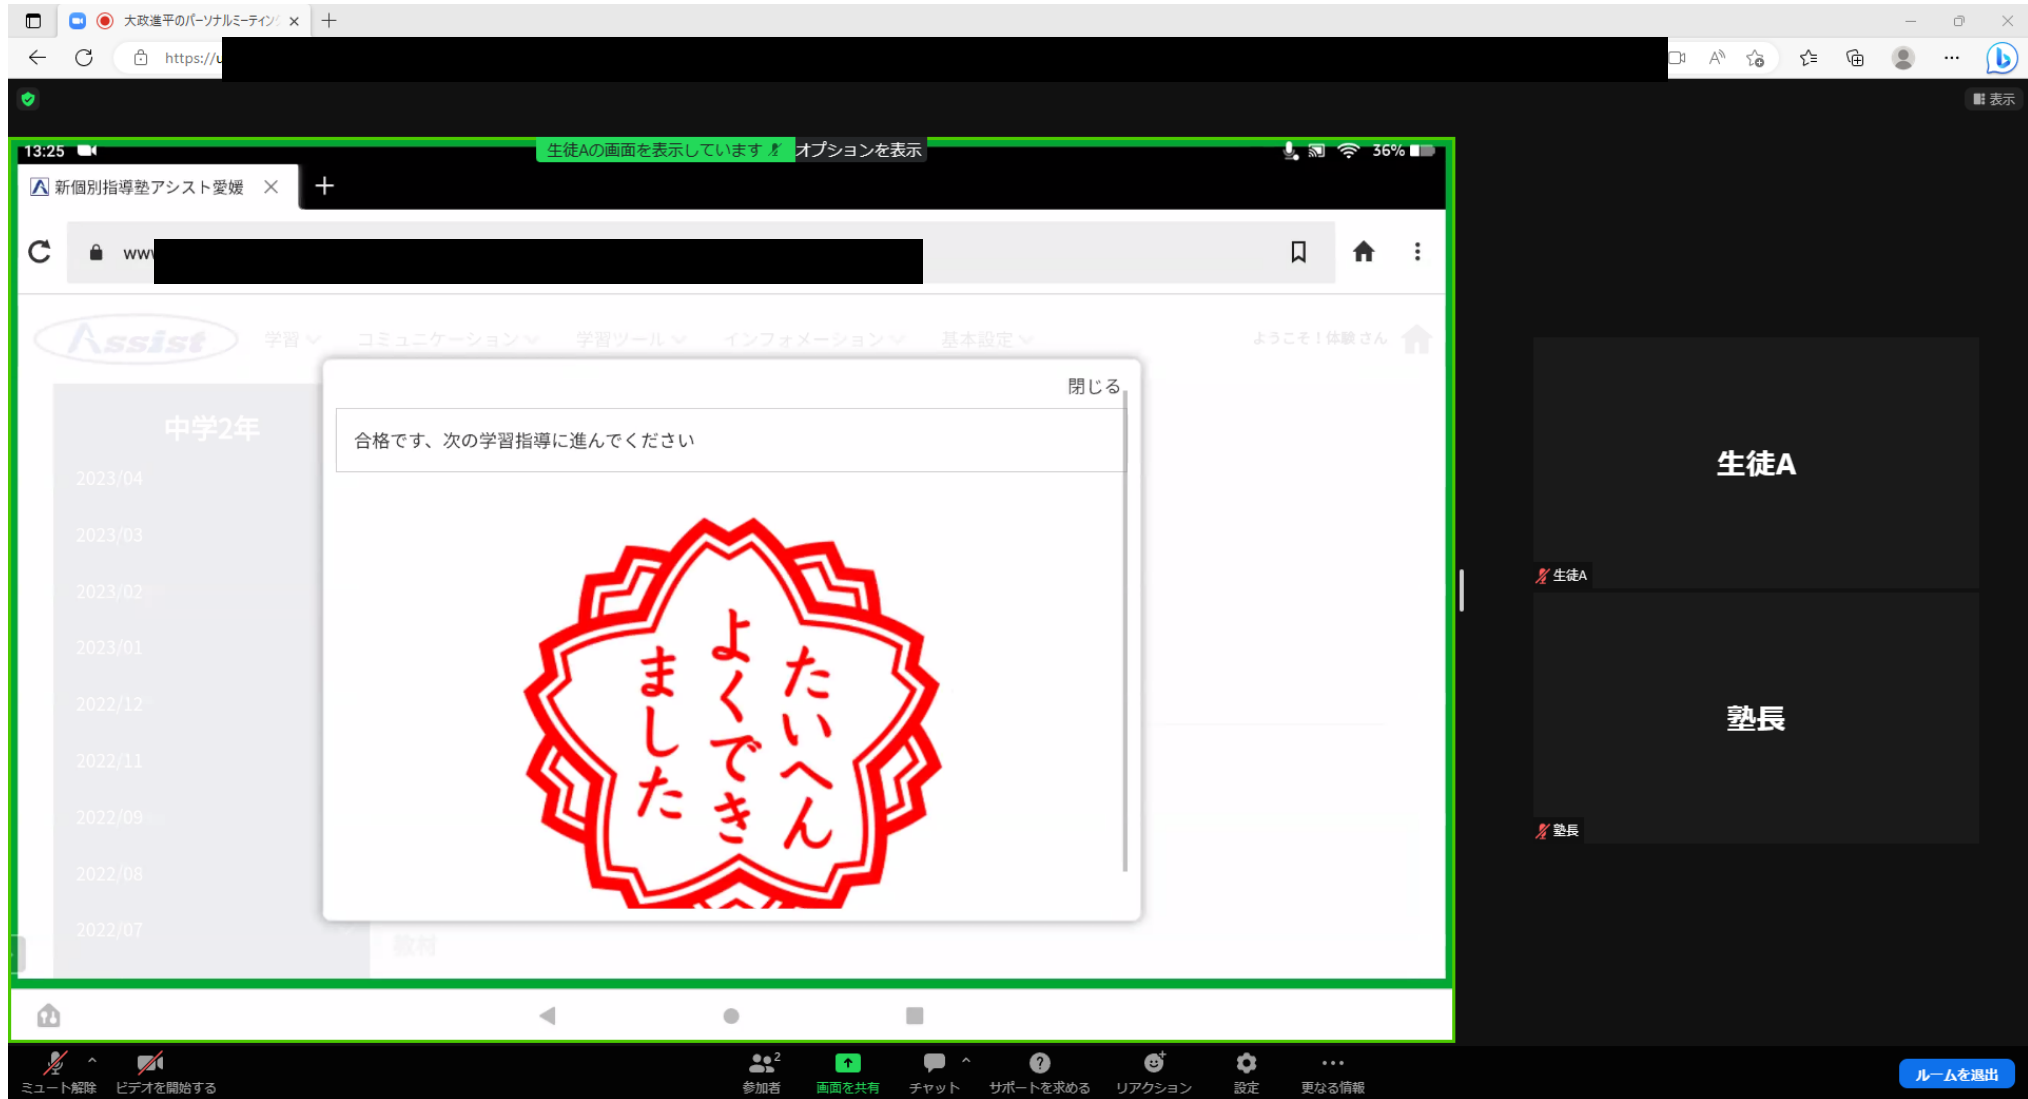 大政進平のパーソナルミーティン
https://u
表示
13:25
生徒Aの画面を表示しています
オプションを表示
36%
新個別指導塾アシスト愛媛
www
Assist
学習
コミュニケーション
学習ツール
インフォメーション
基本設定
ようこそ！体験 さん
閉じる
中学2年
合格です、次の学習指導に進んでください
2023/04
2023/03
2023/02
2023/01
2022/12
2022/11
2022/09
2022/08
2022/07
たいへん
よくでき
ました
教材
生徒A
生徒A
塾長
塾長
ミュート解除
ビデオを開始する
2
参加者
画面を共有
チャット
サポートを求める
リアクション
設定
更なる情報
ルームを退出